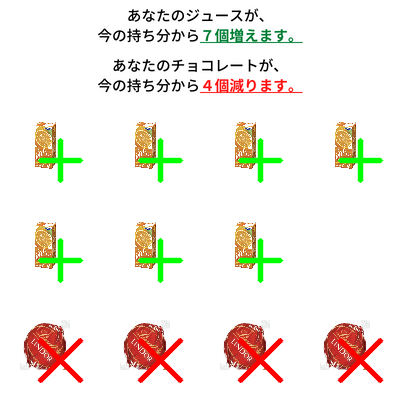 あなたのジュースが、
今の持ち分から７個増えます。
あなたのチョコレートが、
今の持ち分から４個減ります。
LINDOR LINDOR LINDOR LINDOR